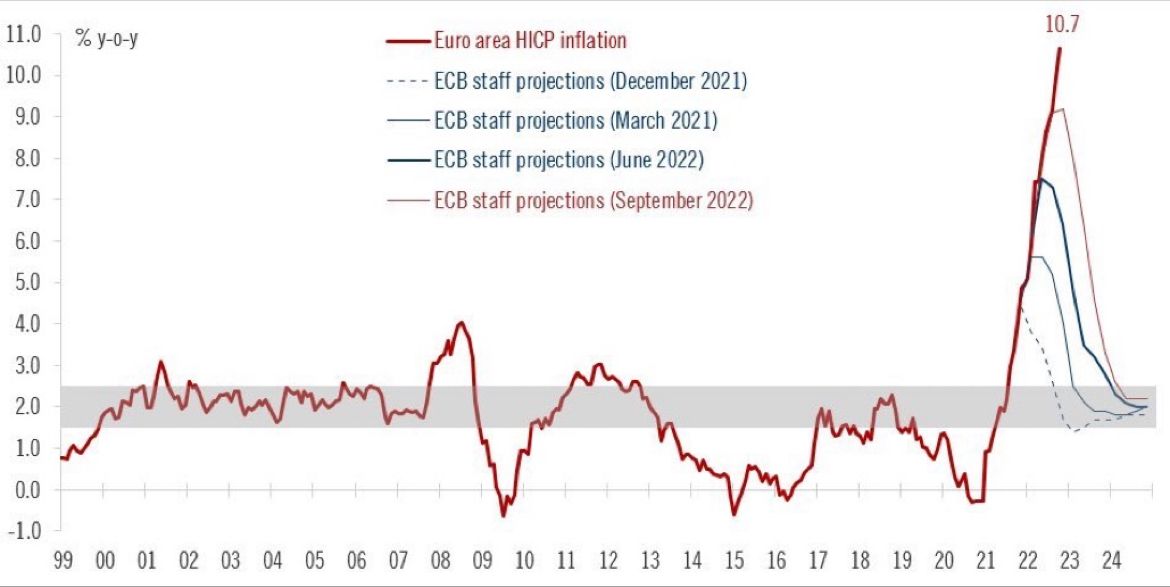 10.7
11.0
% y-o-y
Euro area HICP inflation
10.0
ECB staff projections (December 2021)
9.0
ECB staff projections (March 2021)
8.0
ECB staff projections (June 2022)
7.0
ECB staff projections (September 2022)
6.0
5.0
4.0
3.0
2.0
1.0
0.0
-1.0
99 00 01 02 03 04 05 06 07 08 09 10 11 12 13 14 15 16 17 18 19 20 21 22 23 24